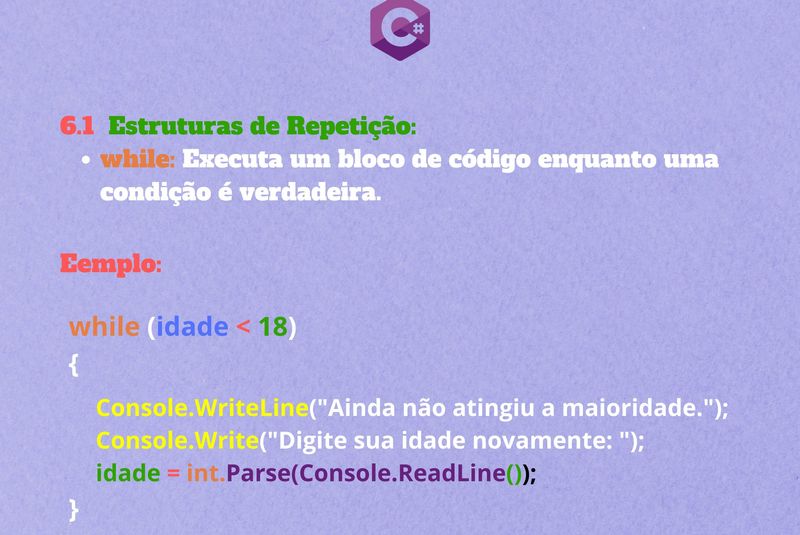 C#
6.1 Estruturas de Repetição:
• while: Executa um bloco de código enquanto uma
condição é verdadeira.
Eemplo:
while (idade < 18)
{
Console.WriteLine("Ainda não atingiu a maioridade.");
Console.Write("Digite sua idade novamente: ");
idade = int.Parse(Console.ReadLine());
}